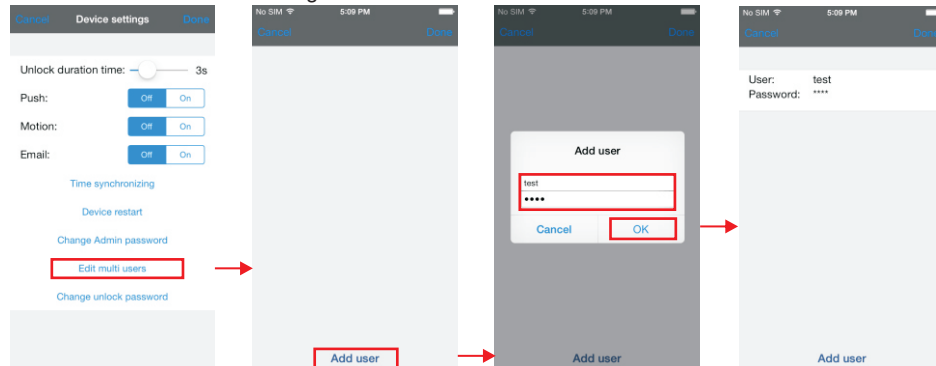 Cancel Device settings Done
Unlock duration time: 3s
Push: Off On
Motion: Off On
Email: Off On
Time synchronizing
Device restart
Change Admin password
Edit multi users
Change unlock password
No SIM 5:09 PM
Cancel Done
Add user
No SIM 5:09 PM
Cancel Done
Add user
test
••••
Cancel OK
Add user
No SIM 5:09 PM
Cancel Done
User: test
Password: ****
Add user